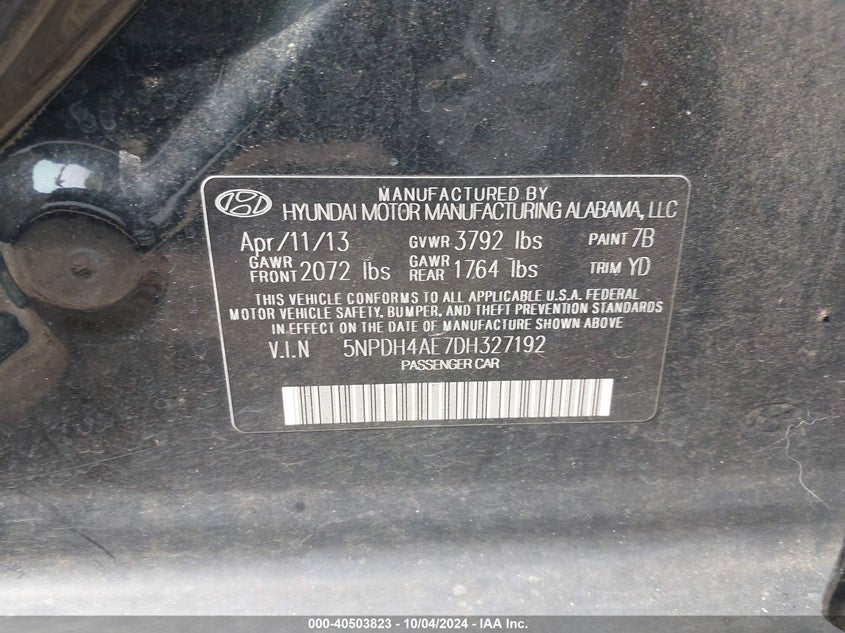 MANUFACTURED BY
HYUNDAI MOTOR MANUFACTURING ALABAMA, LLC
Apr/11/13 GVWR 3792 lbs PAINT 7B
GAWR FRONT 2072 lbs GAWR REAR 1764 lbs TRIM YD
THIS VEHICLE CONFORMS TO ALL APPLICABLE U.S.A. FEDERAL
MOTOR VEHICLE SAFETY, BUMPER, AND THEFT PREVENTION STANDARDS
IN EFFECT ON THE DATE OF MANUFACTURE SHOWN ABOVE
V.I.N 5NPDH4AE7DH327192
PASSENGER CAR
000-40503823 - 10/04/2024 - IAA Inc.